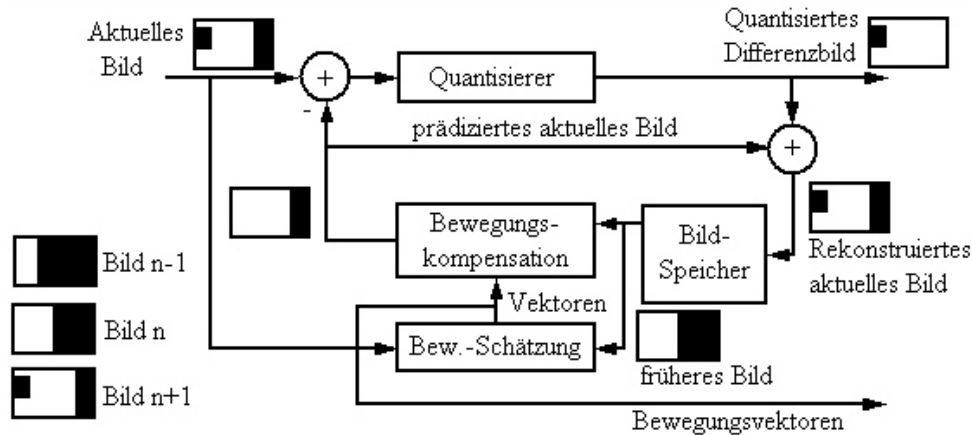 Aktuelles
Bild
Quantisiertes
Differenzbild
+
Quantisierer
-
prädiziertes aktuelles Bild
+
Bewegungs-
kompensation
Bild-
Speicher
Rekonstruiertes
aktuelles Bild
Bild n-1
Vektoren
Bild n
Bew.-Schätzung
früheres Bild
Bild n+1
Bewegungsvektoren